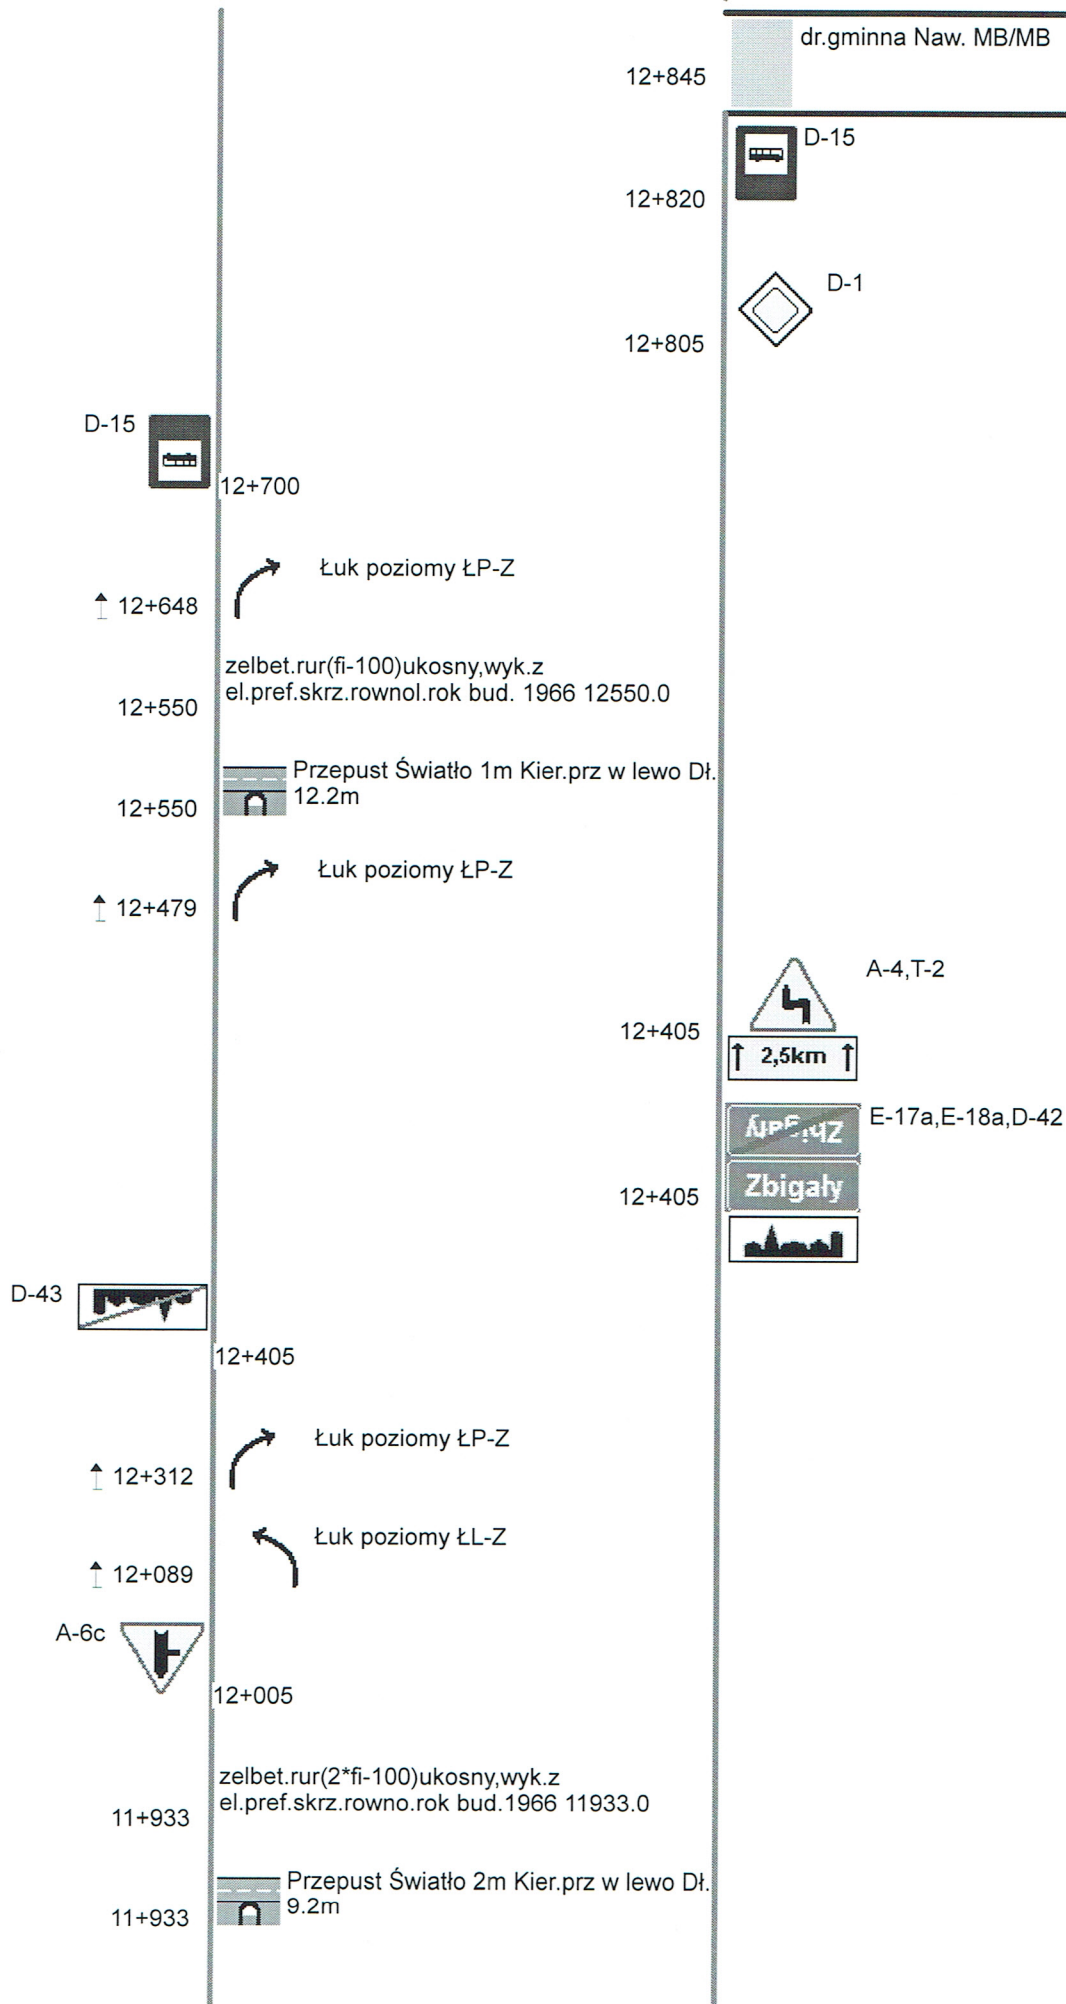 dr.gminna Naw. MB/MB
12+845
D-15
12+820
D-1
12+805
D-15
12+700
Łuk poziomy ŁP-Z
12+648
zelbet.rur(fi-100)ukosny,wyk.z
el.pref.skrz.rownol.rok bud. 1966 12550.0
12+550
Przepust Światło 1m Kier.prz w lewo Dł.
12.2m
12+550
Łuk poziomy ŁP-Z
12+479
A-4,T-2
12+405
2,5km
E-17a,E-18a,D-42
Zbigały
Zbigały
12+405
D-43
12+405
Łuk poziomy ŁP-Z
12+312
Łuk poziomy ŁL-Z
12+089
A-6c
12+005
zelbet.rur(2*fi-100)ukosny,wyk.z
el.pref.skrz.rowno.rok bud.1966 11933.0
11+933
Przepust Światło 2m Kier.prz w lewo Dł.
9.2m
11+933